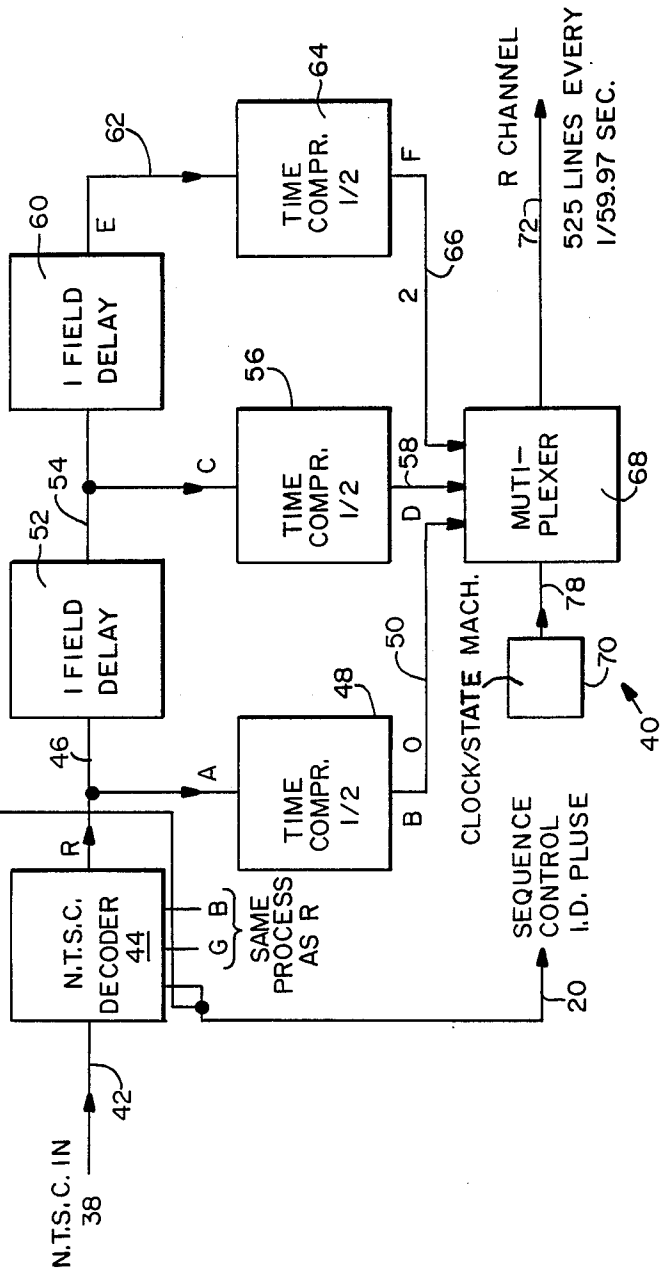 N.T.S.C. IN
38
42
N.T.S.C.
DECODER
44
R
46
1 FIELD
DELAY
52
54
1 FIELD
DELAY
60
E
62
G
B
SAME
PROCESS
AS R
A
TIME
COMPR.
1/2
48
C
TIME
COMPR.
1/2
56
TIME
COMPR.
1/2
64
B
0
50
D
58
F
2
66
20
SEQUENCE
CONTROL
I.D. PLUSE
CLOCK/STATE MACH.
70
78
MUTI-
PLEXER
68
72
R CHANNEL
525 LINES EVERY
1/59.97 SEC.
40